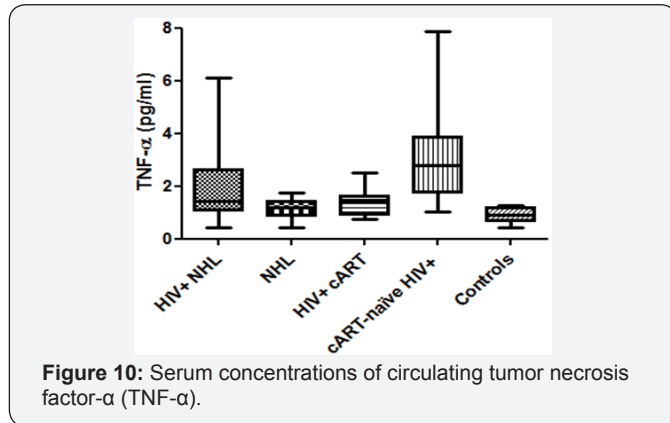 8
6
4
2
0
TNF-α (pg/ml)
HIV+ NHL
NHL
HIV+ cART
cART-naïve HIV+
Controls
Figure 10: Serum concentrations of circulating tumor necrosis
factor-α (TNF-α).